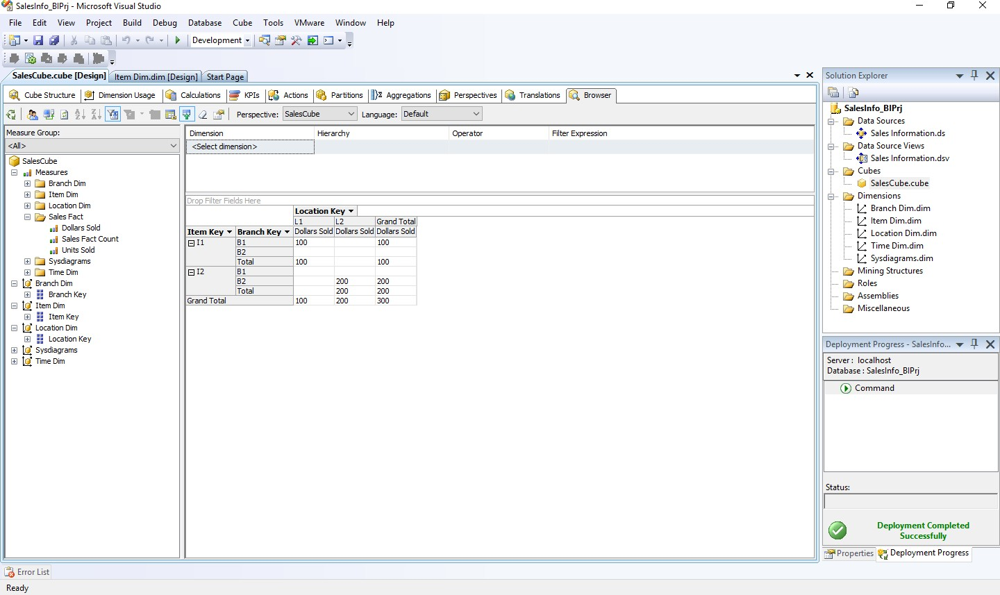 SalesInfo_BIPrj - Microsoft Visual Studio
File Edit View Project Build Debug Database Cube Tools VMware Window Help
Development
SalesCube.cube [Design] Item Dim.dim [Design] Start Page
Cube Structure Dimension Usage Calculations KPIs Actions Partitions Aggregations Perspectives Translations Browser
Perspective: SalesCube Language: Default
Measure Group:
<All>
SalesCube
Measures
Branch Dim
Item Dim
Location Dim
Sales Fact
Dollars Sold
Sales Fact Count
Units Sold
Sysdiagrams
Time Dim
Branch Dim
Branch Key
Item Dim
Item Key
Location Dim
Location Key
Sysdiagrams
Time Dim
Dimension Hierarchy Operator Filter Expression
<Select dimension>
Drop Filter Fields Here
Location Key
L1 L2 Grand Total
Item Key Branch Key Dollars Sold Dollars Sold Dollars Sold
I1 B1 100 100
B2
Total 100 100
I2 B1
B2 200 200
Total 200 200
Grand Total 100 200 300
Solution Explorer
SalesInfo_BIPrj
Data Sources
Sales Information.ds
Data Source Views
Sales Information.dsv
Cubes
SalesCube.cube
Dimensions
Branch Dim.dim
Item Dim.dim
Location Dim.dim
Time Dim.dim
Sysdiagrams.dim
Mining Structures
Roles
Assemblies
Miscellaneous
Deployment Progress - SalesInfo...
Server : localhost
Database : SalesInfo_BIPrj
Command
Status:
Deployment Completed
Successfully
Properties Deployment Progress
Error List
Ready